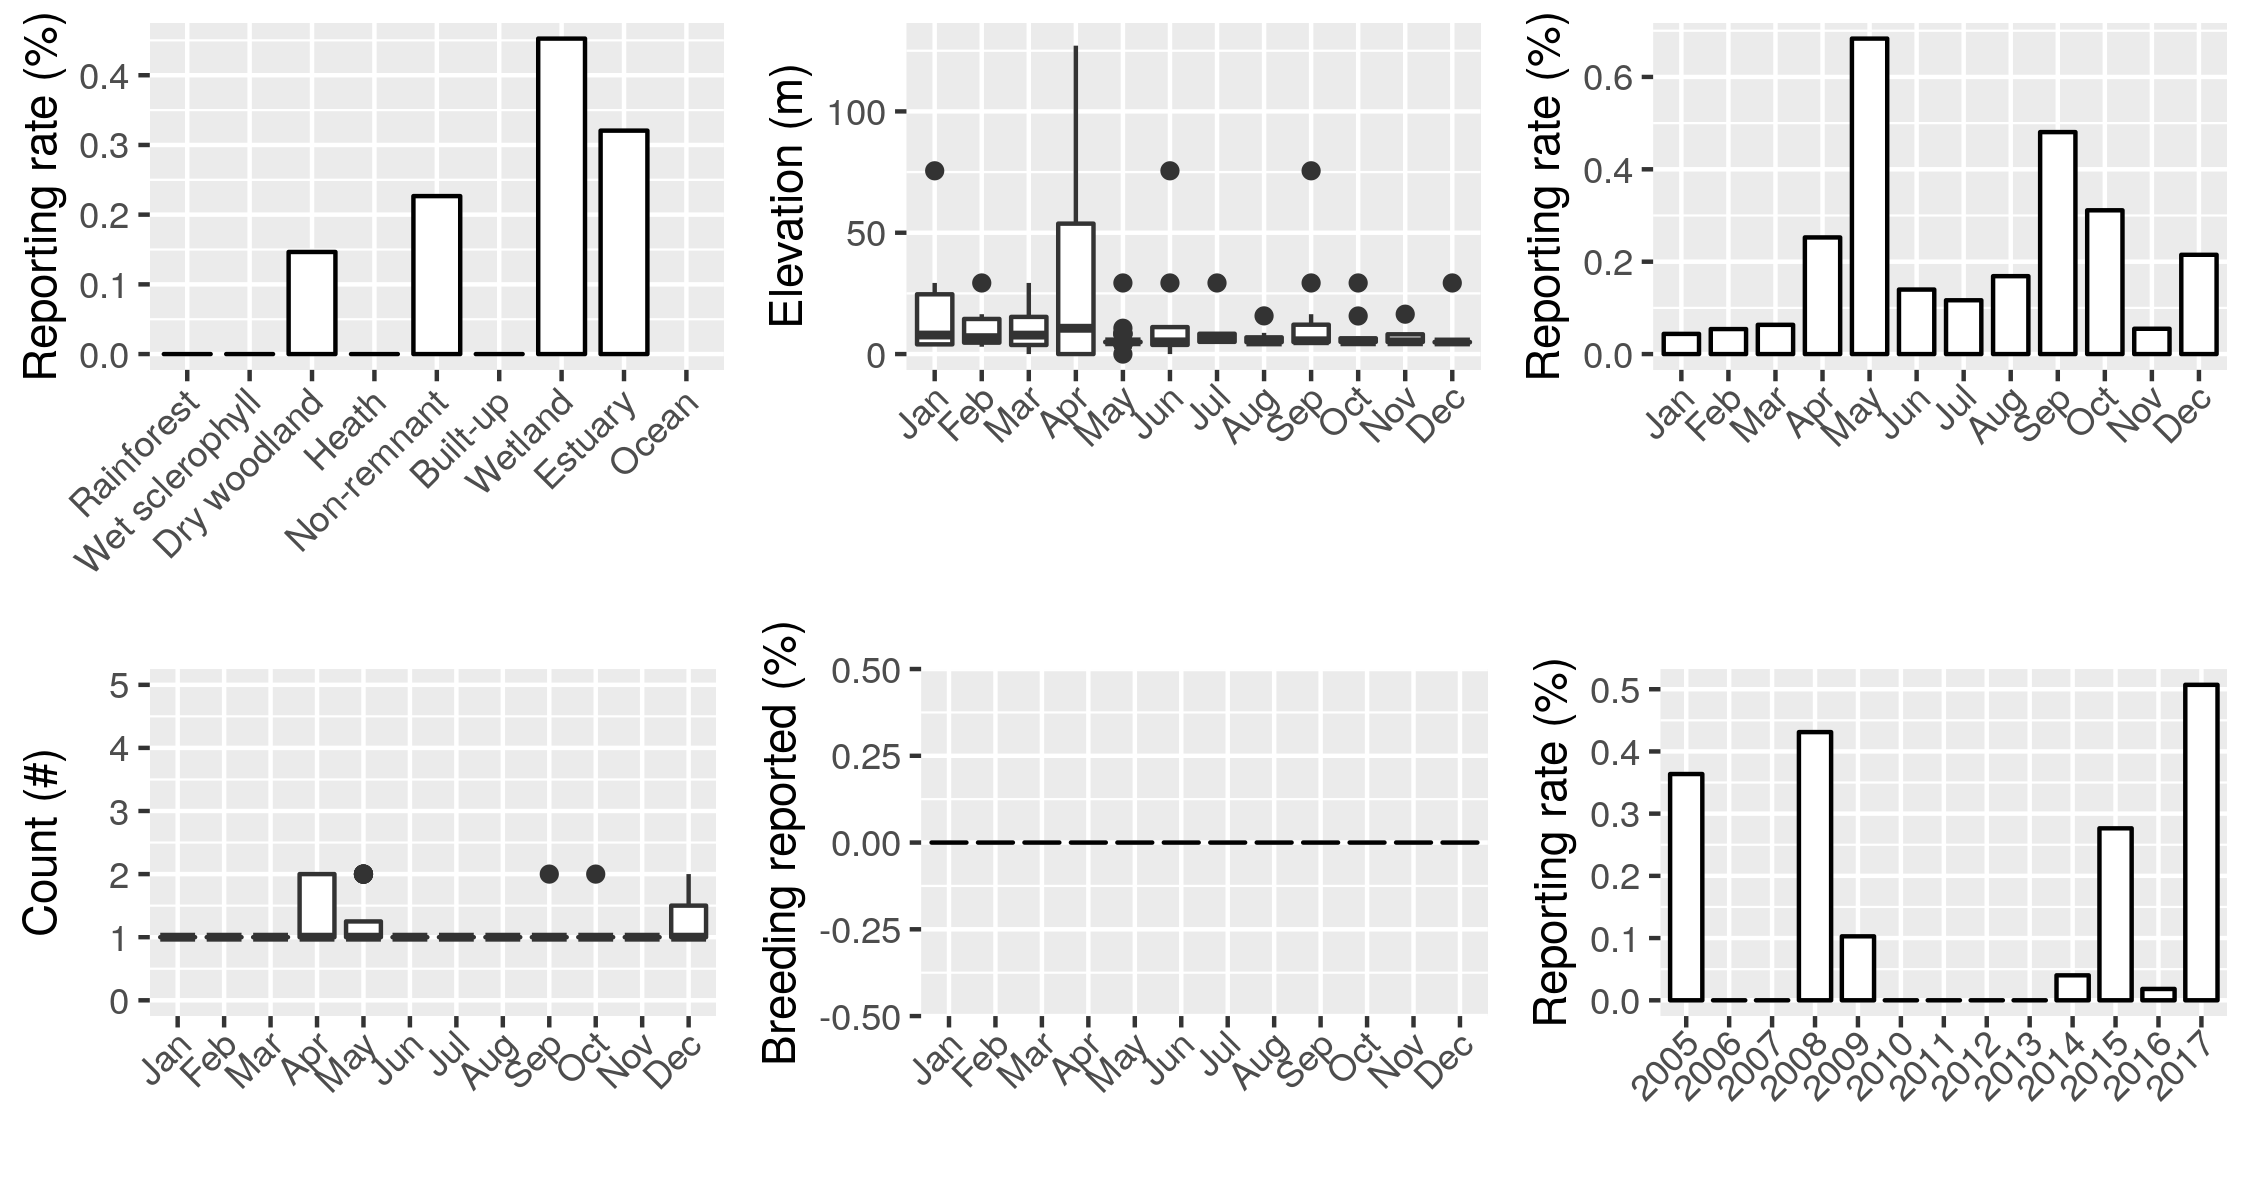 Reporting rate (%)
0.4
0.3
0.2
0.1
0.0
Rainforest
Wet sclerophyll
Dry woodland
Heath
Non-remnant
Built-up
Wetland
Estuary
Ocean
Elevation (m)
100
50
0
Jan
Feb
Mar
Apr
May
Jun
Jul
Aug
Sep
Oct
Nov
Dec
Reporting rate (%)
0.6
0.4
0.2
0.0
Jan
Feb
Mar
Apr
May
Jun
Jul
Aug
Sep
Oct
Nov
Dec
Count (#)
5
4
3
2
1
0
Jan
Feb
Mar
Apr
May
Jun
Jul
Aug
Sep
Oct
Nov
Dec
Breeding reported (%)
0.50
0.25
0.00
-0.25
-0.50
Jan
Feb
Mar
Apr
May
Jun
Jul
Aug
Sep
Oct
Nov
Dec
Reporting rate (%)
0.5
0.4
0.3
0.2
0.1
0.0
2005
2006
2007
2008
2009
2010
2011
2012
2013
2014
2015
2016
2017